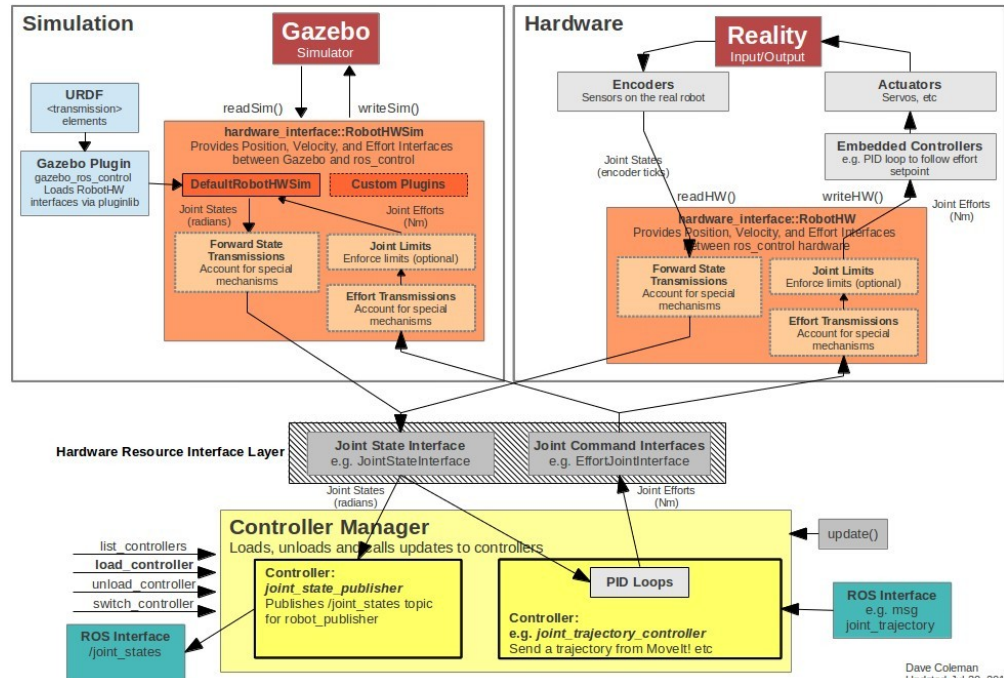 Simulation
Gazebo
Simulator
readSim()
writeSim()
URDF
<transmission>
elements
Gazebo Plugin
gazebo_ros_control
Loads RobotHW
interfaces via pluginlib
hardware_interface::RobotHWSim
Provides Position, Velocity, and Effort Interfaces
between Gazebo and ros_control
DefaultRobotHWSim
Custom Plugins
Joint States
(radians)
Joint Efforts
(Nm)
Forward State
Transmissions
Account for special
mechanisms
Joint Limits
Enforce limits (optional)
Effort Transmissions
Account for special
mechanisms
Hardware
Reality
Input/Output
Encoders
Sensors on the real robot
Actuators
Servos, etc
Embedded Controllers
e.g. PID loop to follow effort
setpoint
Joint States
(encoder ticks)
readHW()
writeHW()
Joint Efforts
(Nm)
hardware_interface::RobotHW
Provides Position, Velocity, and Effort Interfaces
between ros_control hardware
Forward State
Transmissions
Account for special
mechanisms
Joint Limits
Enforce limits (optional)
Effort Transmissions
Account for special
mechanisms
Hardware Resource Interface Layer
Joint State Interface
e.g. JointStateInterface
Joint Command Interfaces
e.g. EffortJointInterface
Joint States
(radians)
Joint Efforts
(Nm)
Controller Manager
Loads, unloads and calls updates to controllers
update()
list_controllers
load_controller
unload_controller
switch_controller
Controller:
joint_state_publisher
Publishes /joint_states topic
for robot_publisher
PID Loops
Controller:
e.g. joint_trajectory_controller
Send a trajectory from MoveIt! etc
ROS Interface
e.g. msg
joint_trajectory
ROS Interface
/joint_states
Dave Coleman